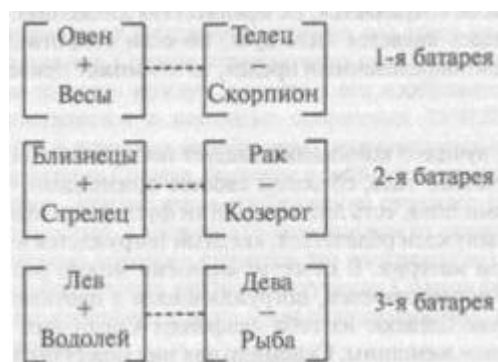 Овен Телец
+ – 1-я батарея
Весы Скорпион
Близнецы Рак
+ – 2-я батарея
Стрелец Козерог
Лев Дева
+ – 3-я батарея
Водолей Рыба